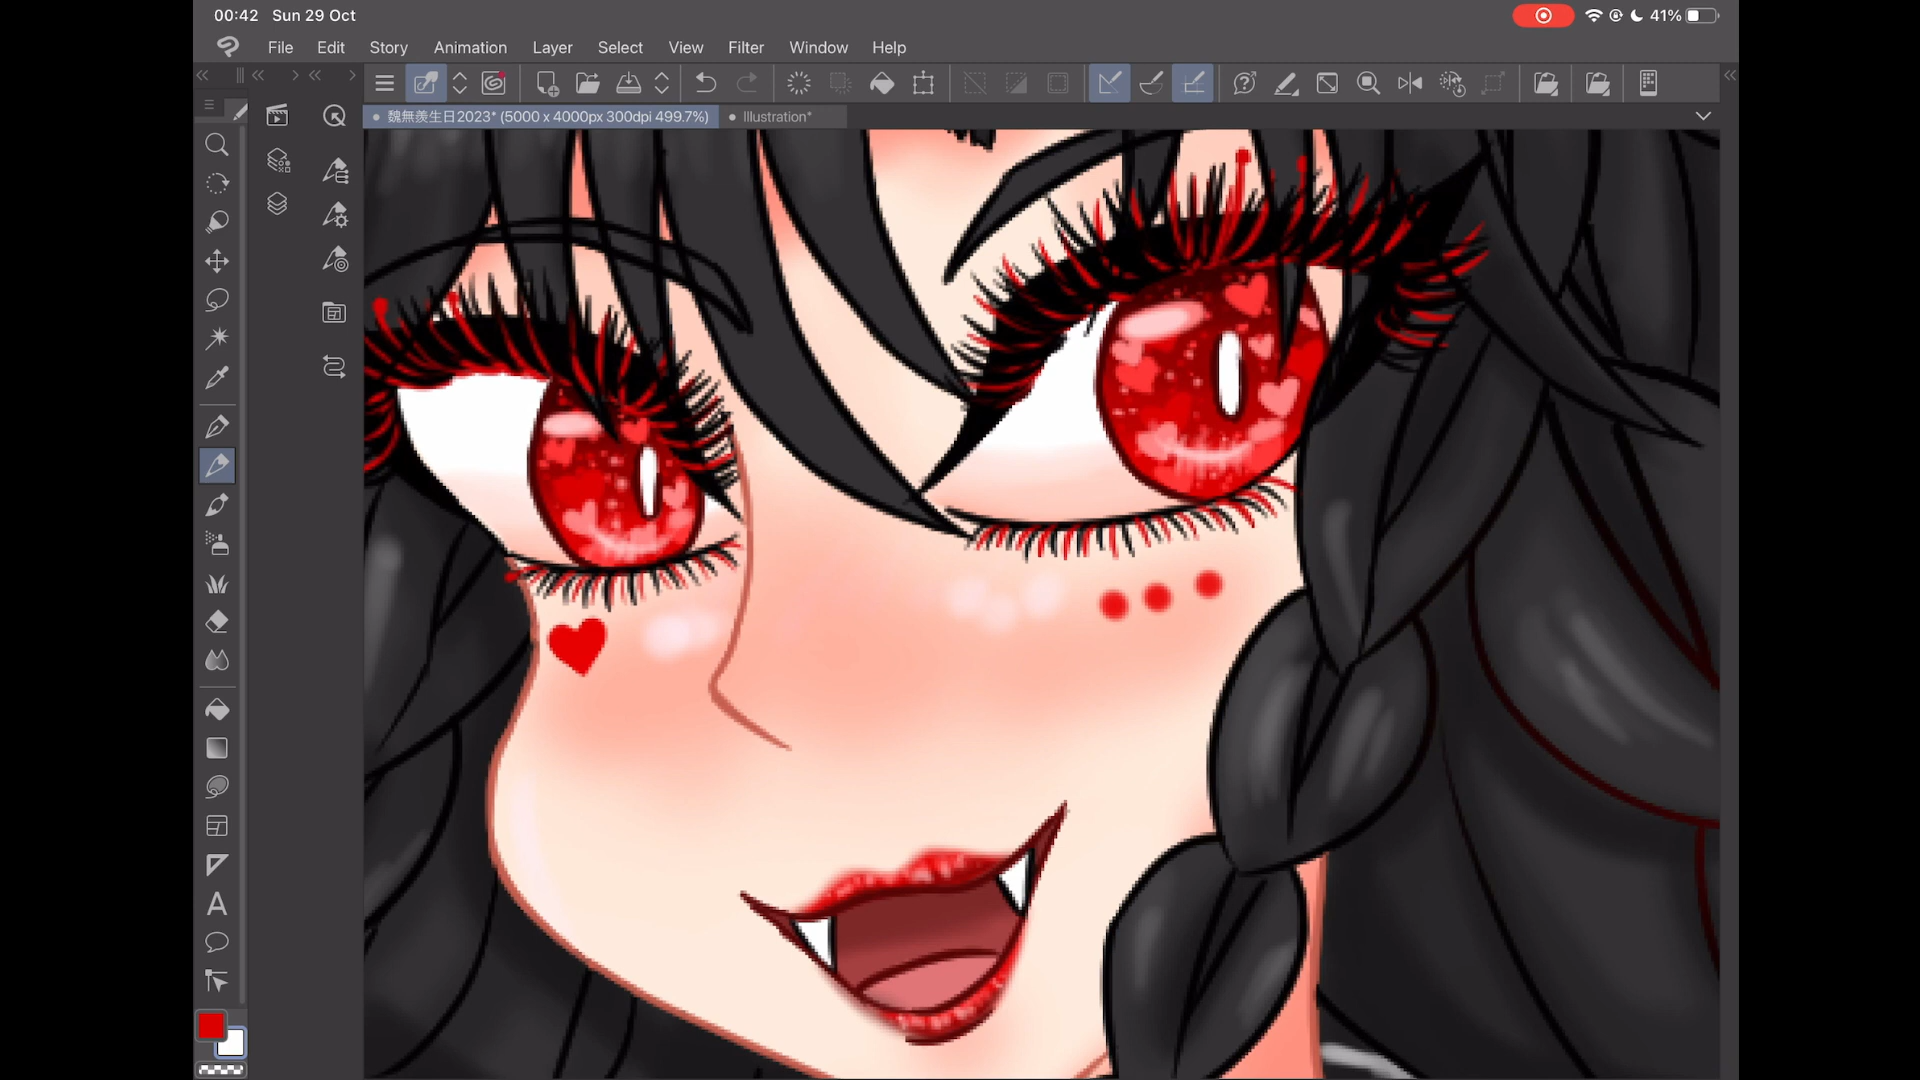 00:42 Sun 29 Oct
41%
File Edit Story Animation Layer Select View Filter Window Help
魏無羨生日2023* (5000 x 4000px 300dpi 499.7%)
Illustration*